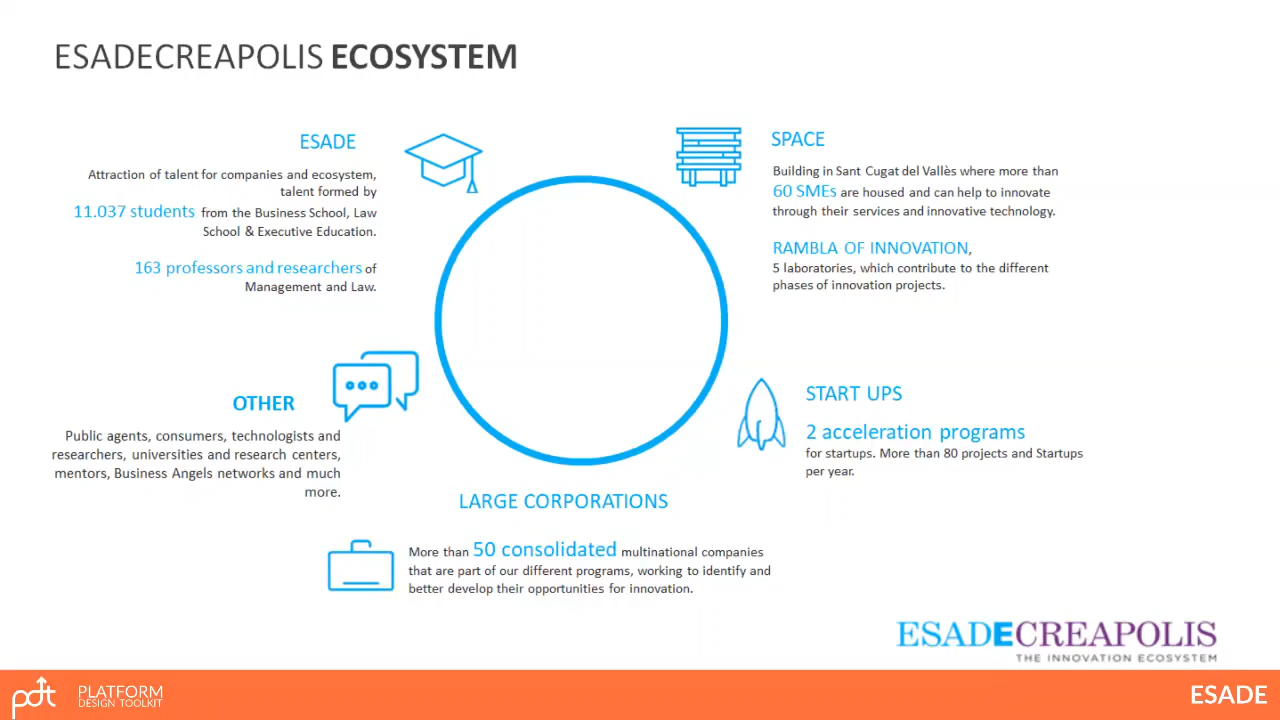 ESADECREAPOLIS ECOSYSTEM
ESADE
Attraction of talent for companies and ecosystem,
talent formed by
11.037 students from the Business School, Law
School & Executive Education.
163 professors and researchers of
Management and Law.
SPACE
Building in Sant Cugat del Vallès where more than
60 SMEs are housed and can help to innovate
through their services and innovative technology.
RAMBLA OF INNOVATION,
5 laboratories, which contribute to the different
phases of innovation projects.
OTHER
Public agents, consumers, technologists and
researchers, universities and research centers,
mentors, Business Angels networks and much
more.
START UPS
2 acceleration programs
for startups. More than 80 projects and Startups
per year.
LARGE CORPORATIONS
More than 50 consolidated multinational companies
that are part of our different programs, working to identify and
better develop their opportunities for innovation.
ESADECREAPOLIS
THE INNOVATION ECOSYSTEM
pdt PLATFORM
DESIGN TOOLKIT
ESADE